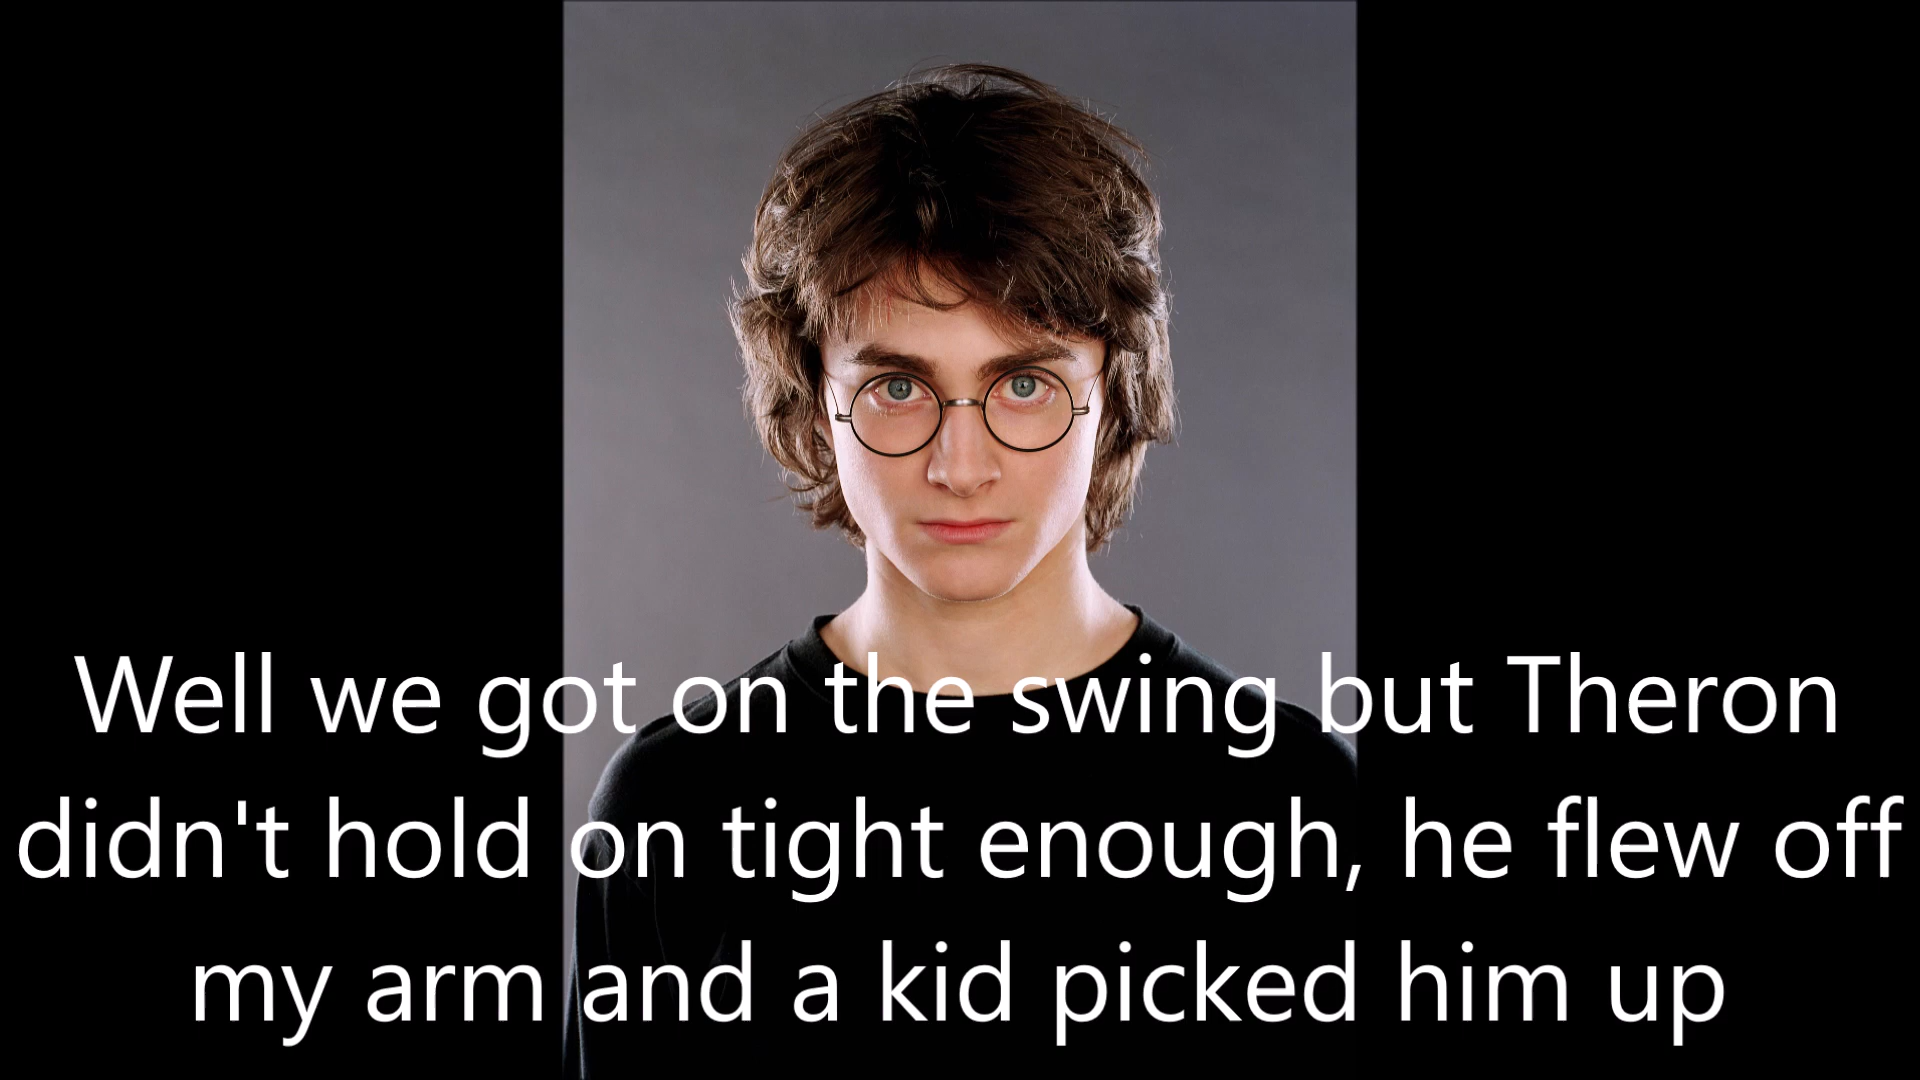 Well we got on the swing but Theron
didn't hold on tight enough, he flew off
my arm and a kid picked him up